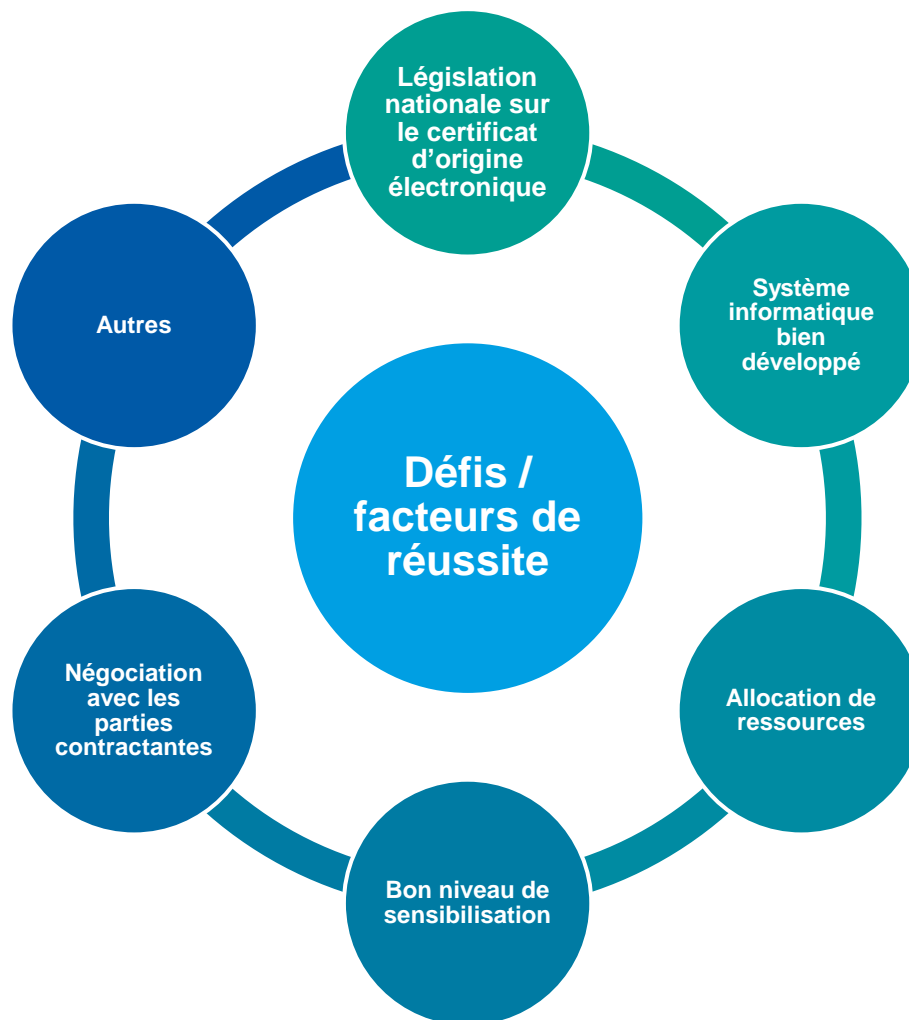 Législation
nationale sur
le certificat
d’origine
électronique
Système
informatique
bien
développé
Allocation de
ressources
Bon niveau de
sensibilisation
Négociation
avec les
parties
contractantes
Autres
Défis /
facteurs de
réussite